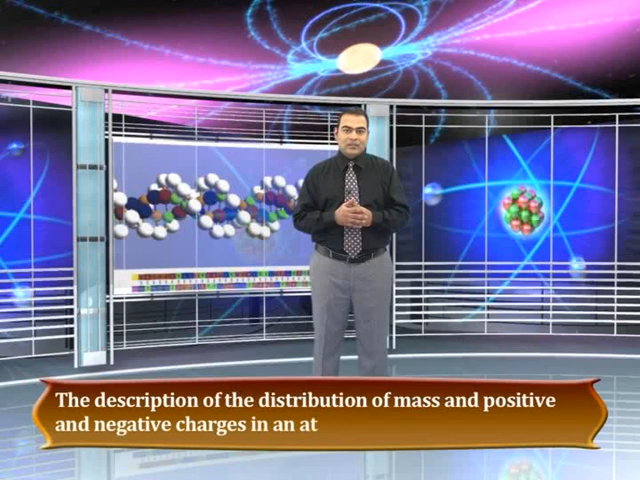 The description of the distribution of mass and positive
and negative charges in an at